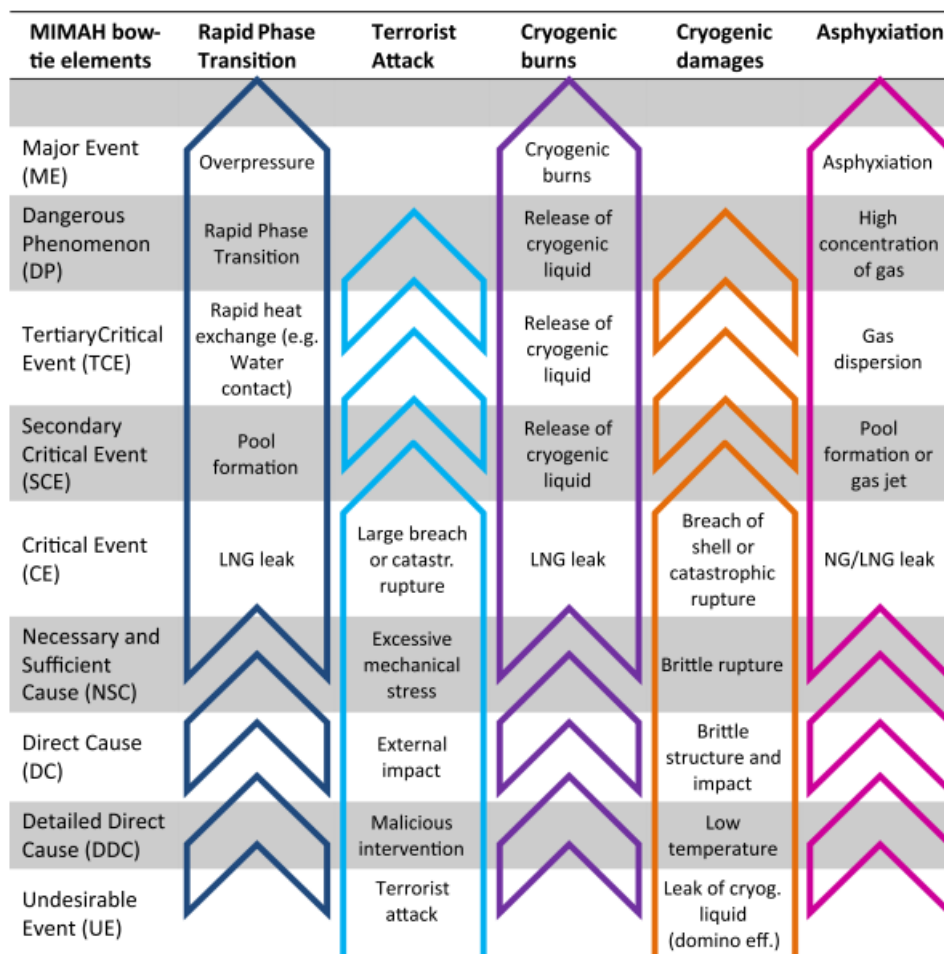 MIMAH bow-
tie elements
Rapid Phase
Transition
Terrorist
Attack
Cryogenic
burns
Cryogenic
damages
Asphyxiation
Major Event
(ME)
Overpressure
Cryogenic
burns
Asphyxiation
Dangerous
Phenomenon
(DP)
Rapid Phase
Transition
Release of
cryogenic
liquid
High
concentration
of gas
TertiaryCritical
Event (TCE)
Rapid heat
exchange (e.g.
Water
contact)
Release of
cryogenic
liquid
Gas
dispersion
Secondary
Critical Event
(SCE)
Pool
formation
Release of
cryogenic
liquid
Pool
formation or
gas jet
Critical Event
(CE)
LNG leak
Large breach
or catastr.
rupture
LNG leak
Breach of
shell or
catastrophic
rupture
NG/LNG leak
Necessary and
Sufficient
Cause (NSC)
Excessive
mechanical
stress
Brittle rupture
Direct Cause
(DC)
External
impact
Brittle
structure and
impact
Detailed Direct
Cause (DDC)
Malicious
intervention
Low
temperature
Undesirable
Event (UE)
Terrorist
attack
Leak of cryog.
liquid
(domino eff.)